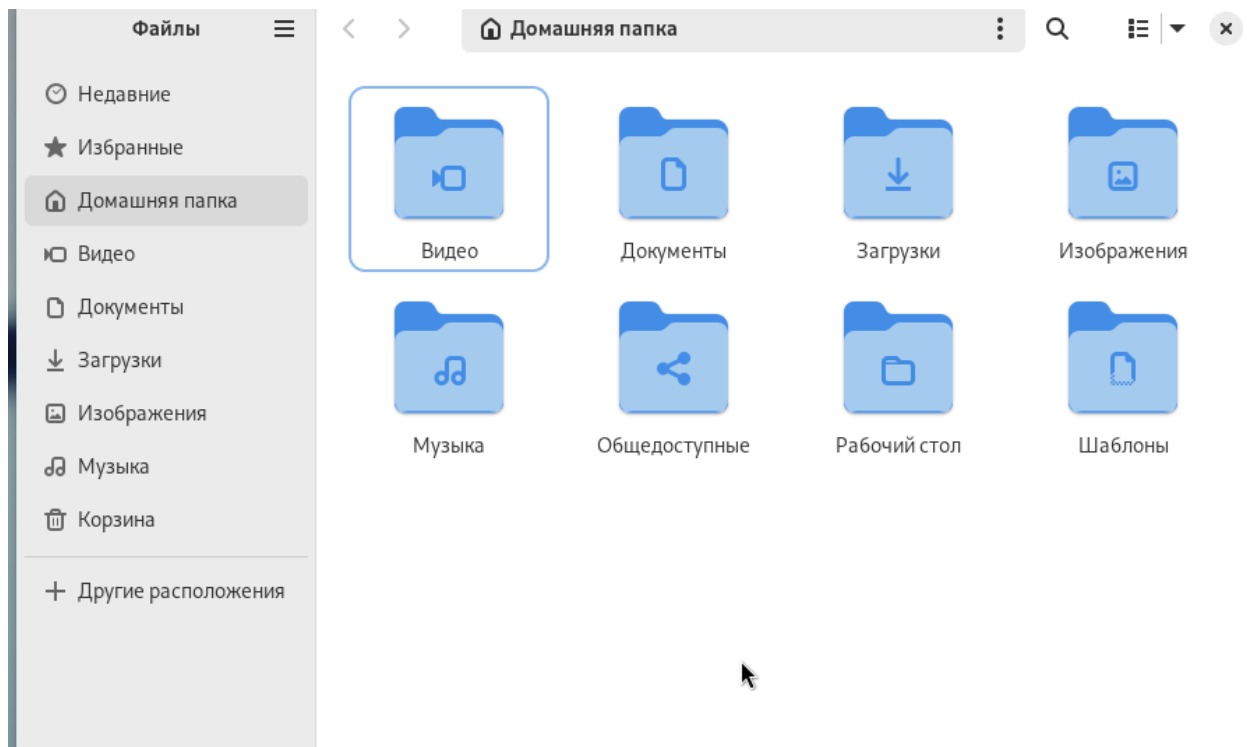 Файлы
Домашняя папка
Недавние
Избранные
Домашняя папка
Видео
Документы
Загрузки
Изображения
Музыка
Корзина
Другие расположения
Видео
Документы
Загрузки
Изображения
Музыка
Общедоступные
Рабочий стол
Шаблоны